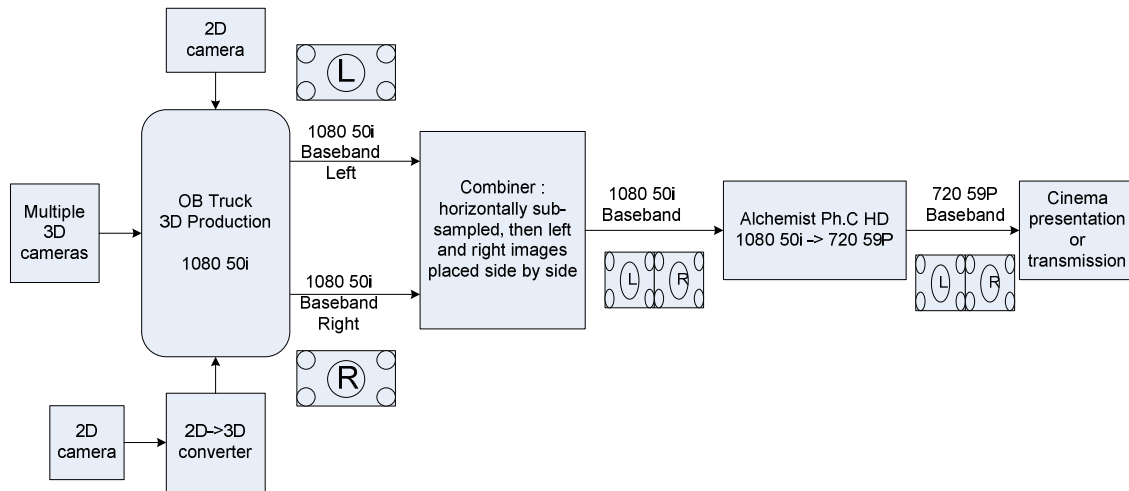 2D
camera
L
1080 50i
Baseband
Left
Multiple
3D
cameras
OB Truck
3D Production
1080 50i
Combiner :
horizontally sub-
sampled, then left
and right images
placed side by side
1080 50i
Baseband
L R
Alchemist Ph.C HD
1080 50i -> 720 59P
720 59P
Baseband
L R
Cinema
presentation
or
transmission
1080 50i
Baseband
Right
R
2D
camera
2D->3D
converter